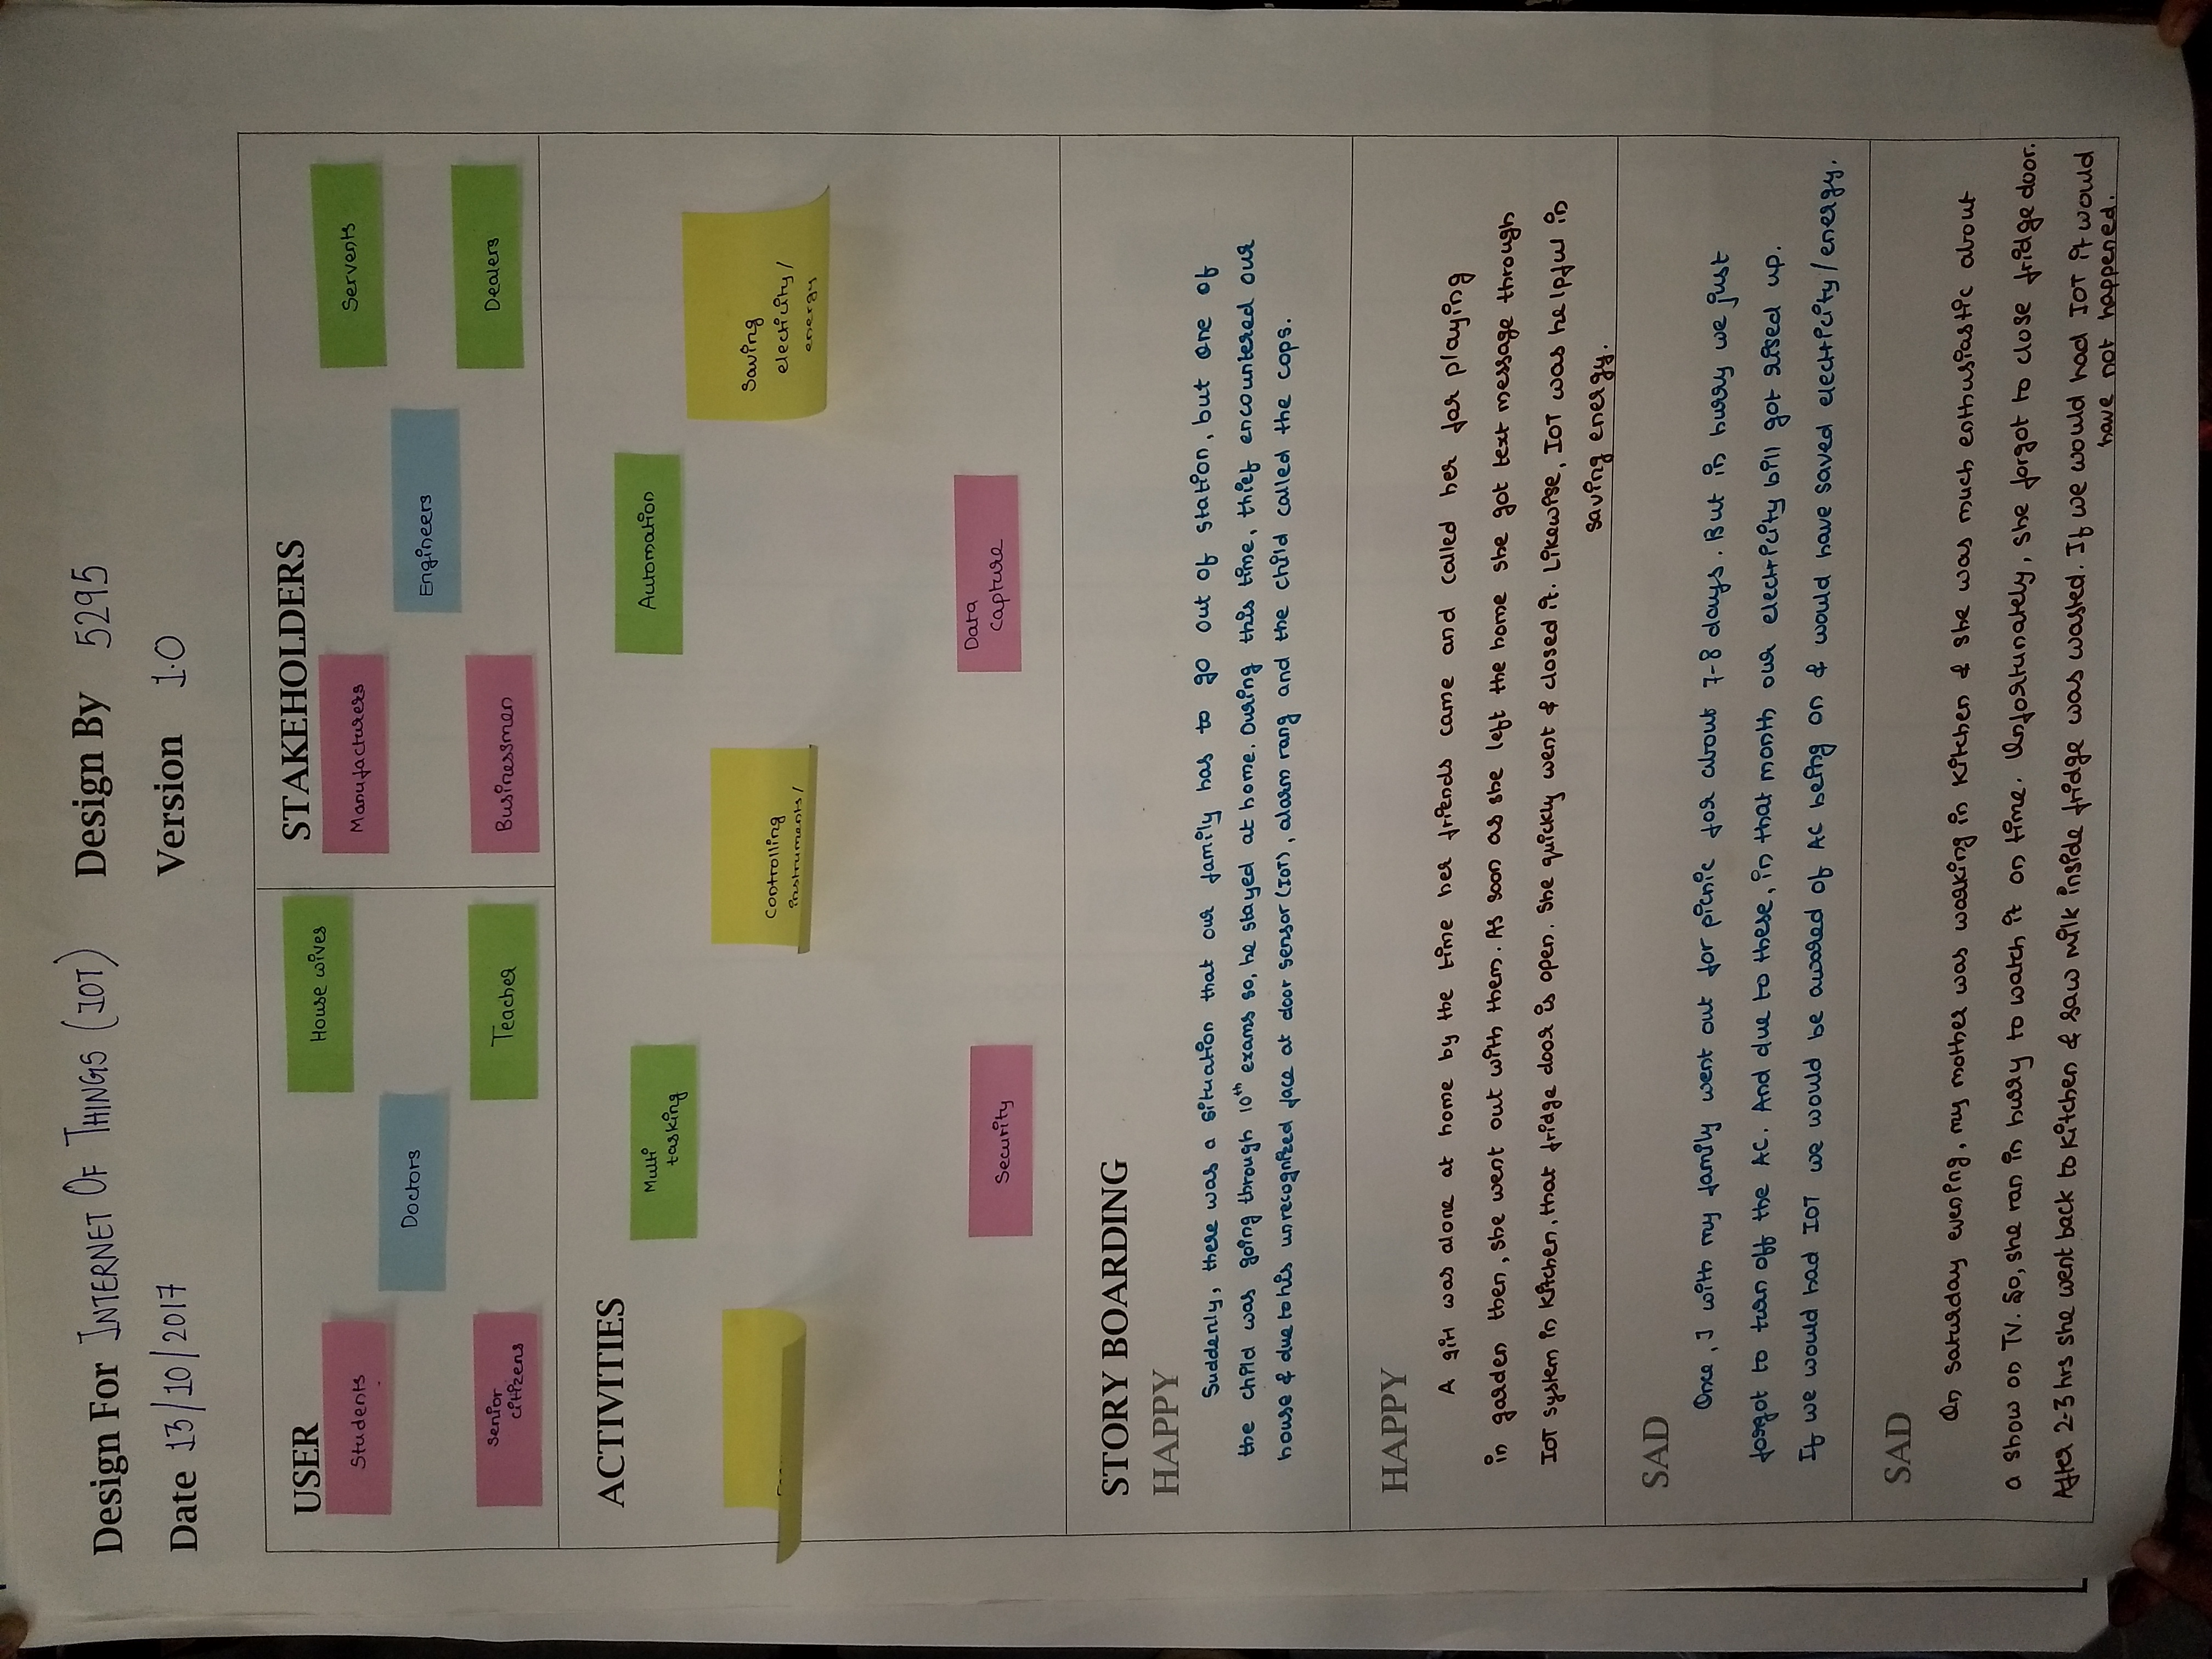 Design For INTERNET OF THINGS (IOT) Design By 5295
Date 13/10/2017 Version 1.0
USER
House wives
Students
Doctors
Teacher
Senior
citizens
STAKEHOLDERS
Servents
Manufactures
Engineers
Dealers
Businessmen
ACTIVITIES
Multi
tasking
Automation
Saving
electricity/
energy
Controlling
instruments/
Security
Data
Capture
STORY BOARDING
HAPPY
Suddenly, there was a situation that our family has to go out of station, but one of
the child was going through 10th exams so, he stayed at home. During this time, thief encountered our
house & due to his unrecognized face at door sensor (IOT), alarm rang and the child called the cops.
HAPPY
A girl was alone at home by the time her friends came and called her for playing
in garden then, she went out with them. As soon as she left the home she got text message through
IOT system in kitchen, that fridge door is open. She quickly went & closed it. Likewise, IOT was helpful in
saving energy.
SAD
Once, I with my family went out for picnic for about 7-8 days. But in hurry we just
forgot to turn off the AC. And due to these, in that month our electricity bill got rised up.
If we would had IOT we would be awared of AC being on & would have saved electricity/energy.
SAD
On saturday evening, my mother was working in kitchen & she was much enthusiastic about
a show on TV. So, she ran in hurry to watch it on time. Unfortunately, she forgot to close fridge door.
After 2-3 hrs she went back to kitchen & saw milk inside fridge was wasted. If we would had IOT it would
have not happened.